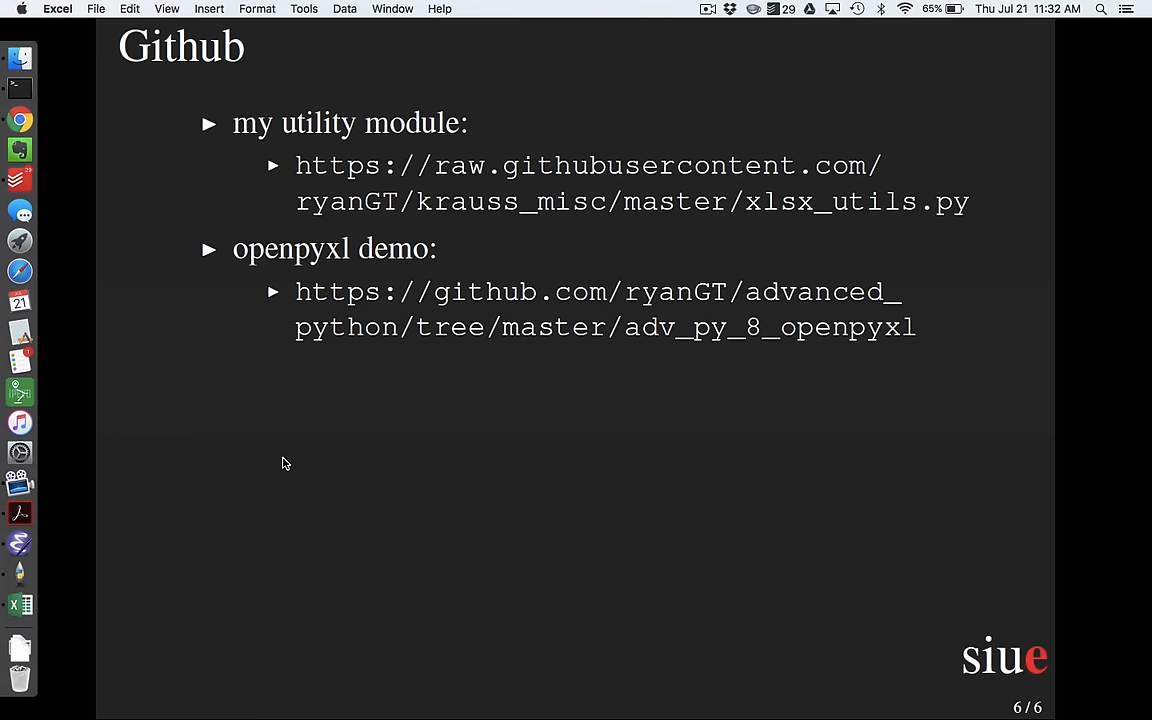 Excel File Edit View Insert Format Tools Data Window Help 29 65% Thu Jul 21 11:32 AM
Github
► my utility module:
► https://raw.githubusercontent.com/
ryanGT/krauss_misc/master/xlsx_utils.py
► openpyxl demo:
► https://github.com/ryanGT/advanced_
python/tree/master/adv_py_8_openpyxl
siue
6/6
21